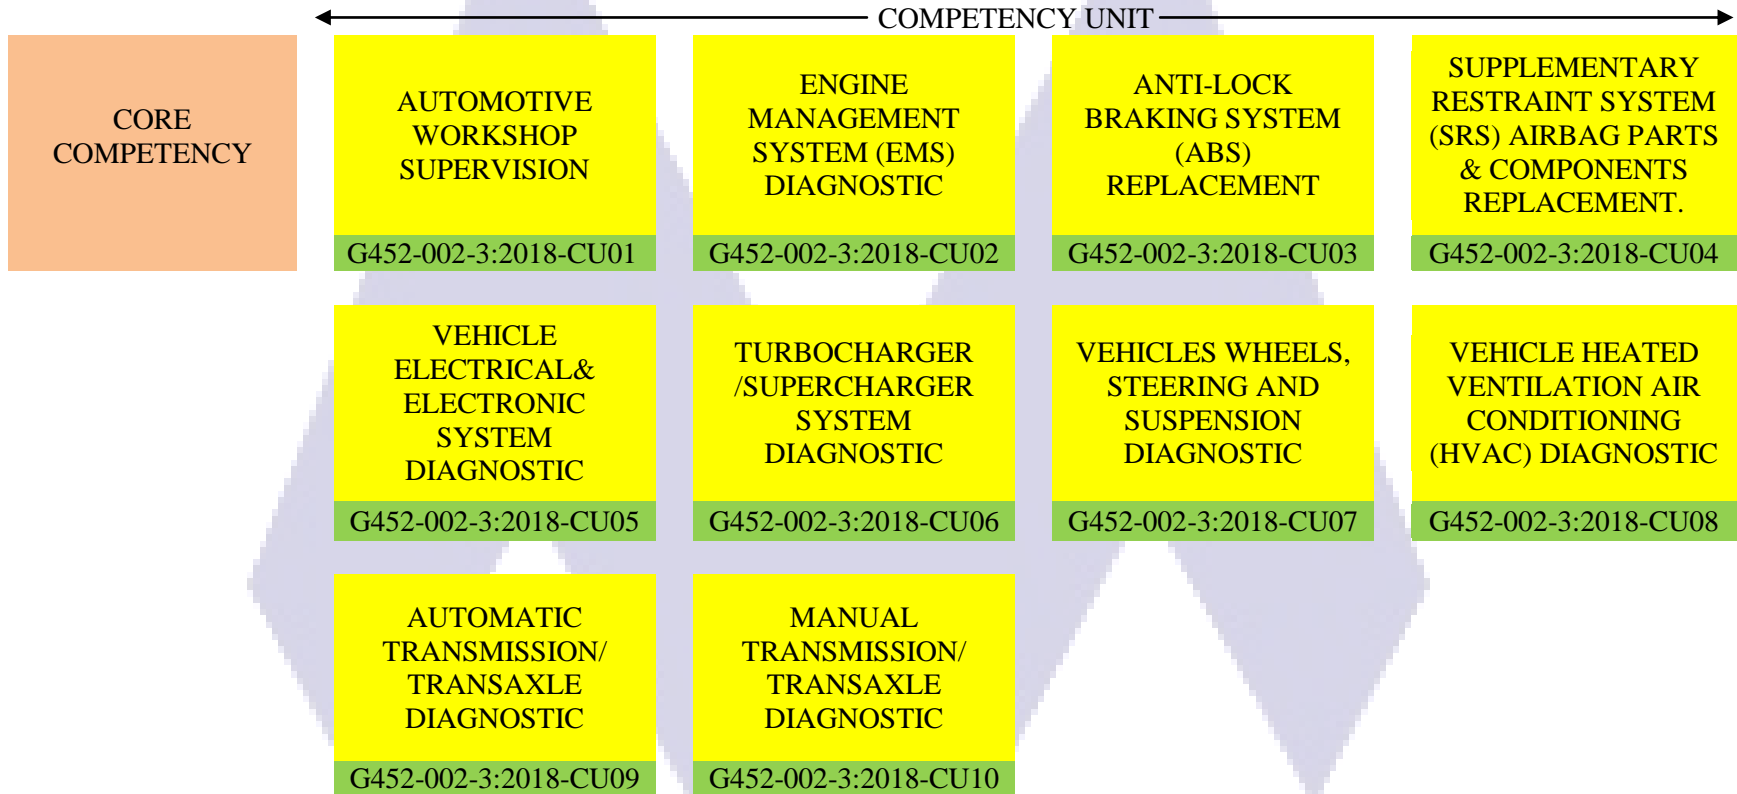 COMPETENCY UNIT
CORE
COMPETENCY
AUTOMOTIVE
WORKSHOP
SUPERVISION
G452-002-3:2018-CU01
ENGINE
MANAGEMENT
SYSTEM (EMS)
DIAGNOSTIC
G452-002-3:2018-CU02
ANTI-LOCK
BRAKING SYSTEM
(ABS)
REPLACEMENT
G452-002-3:2018-CU03
SUPPLEMENTARY
RESTRAINT SYSTEM
(SRS) AIRBAG PARTS
& COMPONENTS
REPLACEMENT.
G452-002-3:2018-CU04
VEHICLE
ELECTRICAL&
ELECTRONIC
SYSTEM
DIAGNOSTIC
G452-002-3:2018-CU05
TURBOCHARGER
/SUPERCHARGER
SYSTEM
DIAGNOSTIC
G452-002-3:2018-CU06
VEHICLES WHEELS,
STEERING AND
SUSPENSION
DIAGNOSTIC
G452-002-3:2018-CU07
VEHICLE HEATED
VENTILATION AIR
CONDITIONING
(HVAC) DIAGNOSTIC
G452-002-3:2018-CU08
AUTOMATIC
TRANSMISSION/
TRANSAXLE
DIAGNOSTIC
G452-002-3:2018-CU09
MANUAL
TRANSMISSION/
TRANSAXLE
DIAGNOSTIC
G452-002-3:2018-CU10